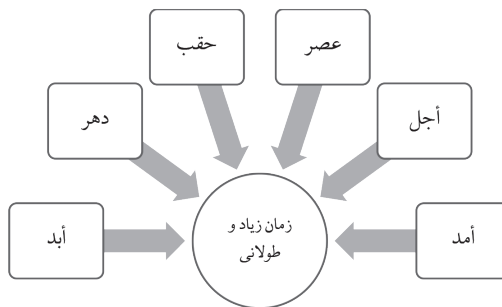 عصر
حقب
أجل
دهر
زمان زیاد و
طولانی
أمد
أبد